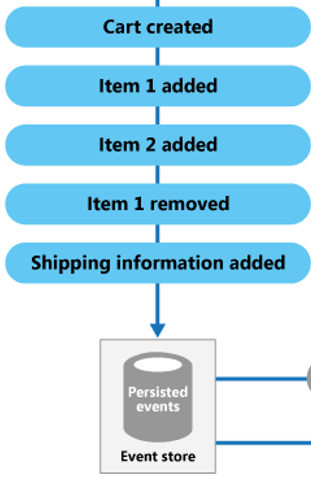 Cart created
Item 1 added
Item 2 added
Item 1 removed
Shipping information added
Persisted
events
Event store